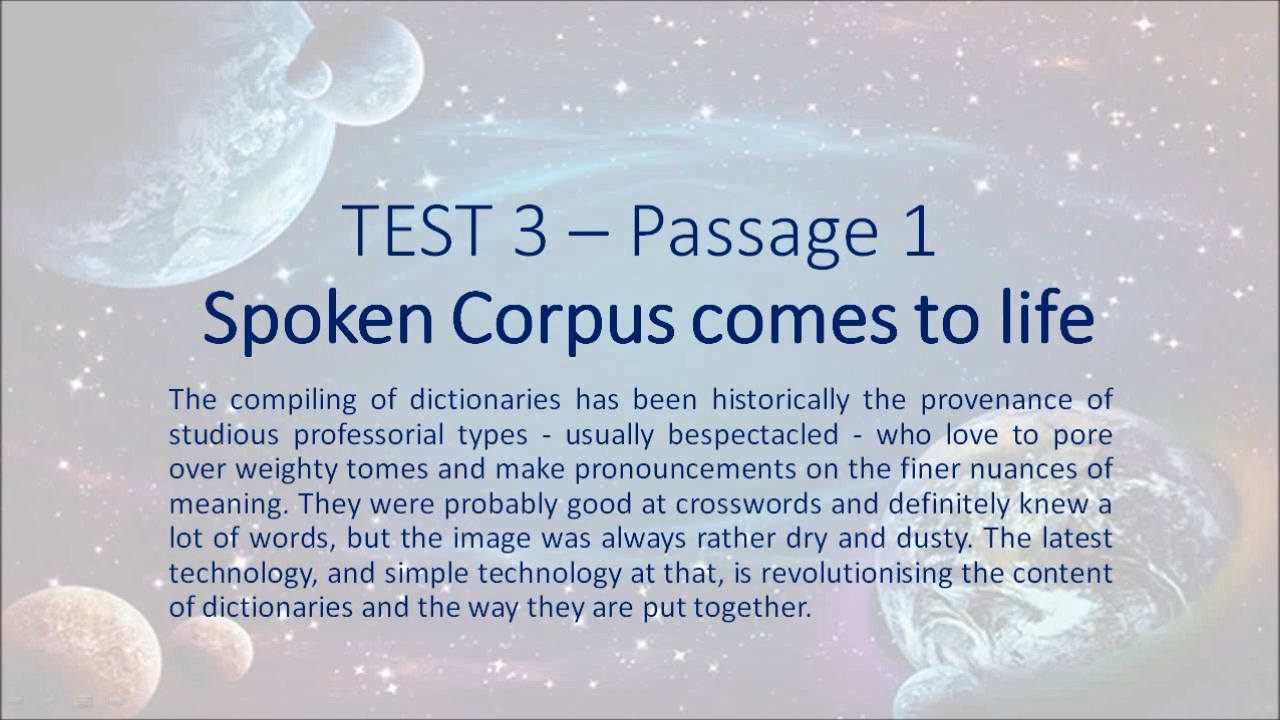 TEST 3 – Passage 1
Spoken Corpus comes to life
The compiling of dictionaries has been historically the provenance of
studious professorial types - usually bespectacled - who love to pore
over weighty tomes and make pronouncements on the finer nuances of
meaning. They were probably good at crosswords and definitely knew a
lot of words, but the image was always rather dry and dusty. The latest
technology, and simple technology at that, is revolutionising the content
of dictionaries and the way they are put together.